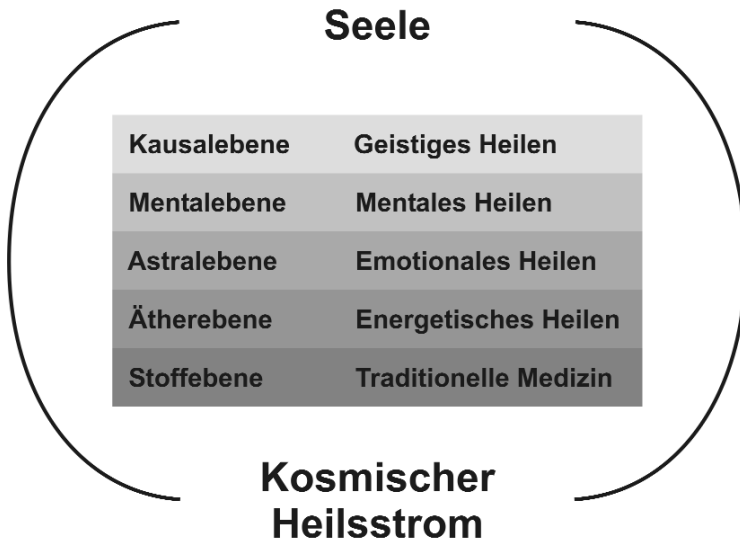 Seele
Kausalebene Geistiges Heilen
Mentalebene Mentales Heilen
Astralebene Emotionales Heilen
Ätherebene Energetisches Heilen
Stoffebene Traditionelle Medizin
Kosmischer
Heilsstrom